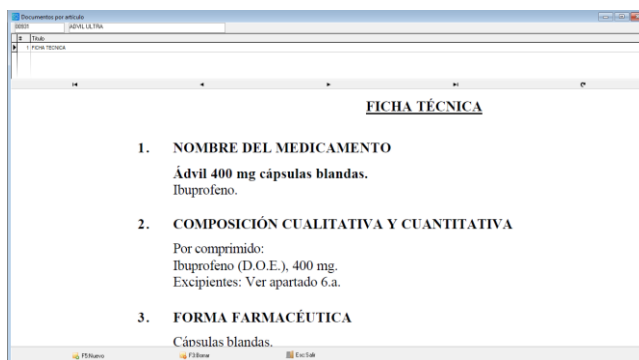 Documentos por artículo
00001 ADVIL ULTRA
# Título
1 FICHA TECNICA
FICHA TÉCNICA
1. NOMBRE DEL MEDICAMENTO
Ádvil 400 mg cápsulas blandas.
Ibuprofeno.
2. COMPOSICIÓN CUALITATIVA Y CUANTITATIVA
Por comprimido:
Ibuprofeno (D.O.E.), 400 mg.
Excipientes: Ver apartado 6.a.
3. FORMA FARMACÉUTICA
Cápsulas blandas.
F5:Nuevo F3:Borrar Esc:Salir